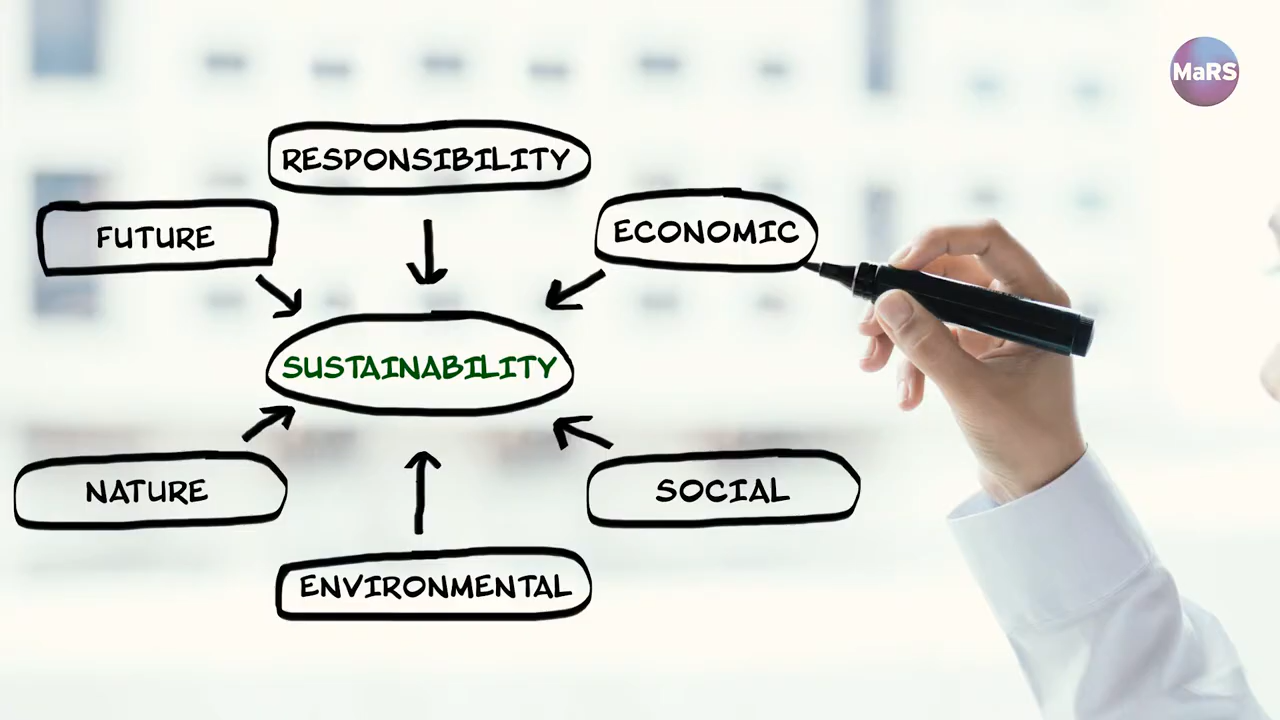 MaRS
RESPONSIBILITY
FUTURE
ECONOMIC
SUSTAINABILITY
NATURE
SOCIAL
ENVIRONMENTAL